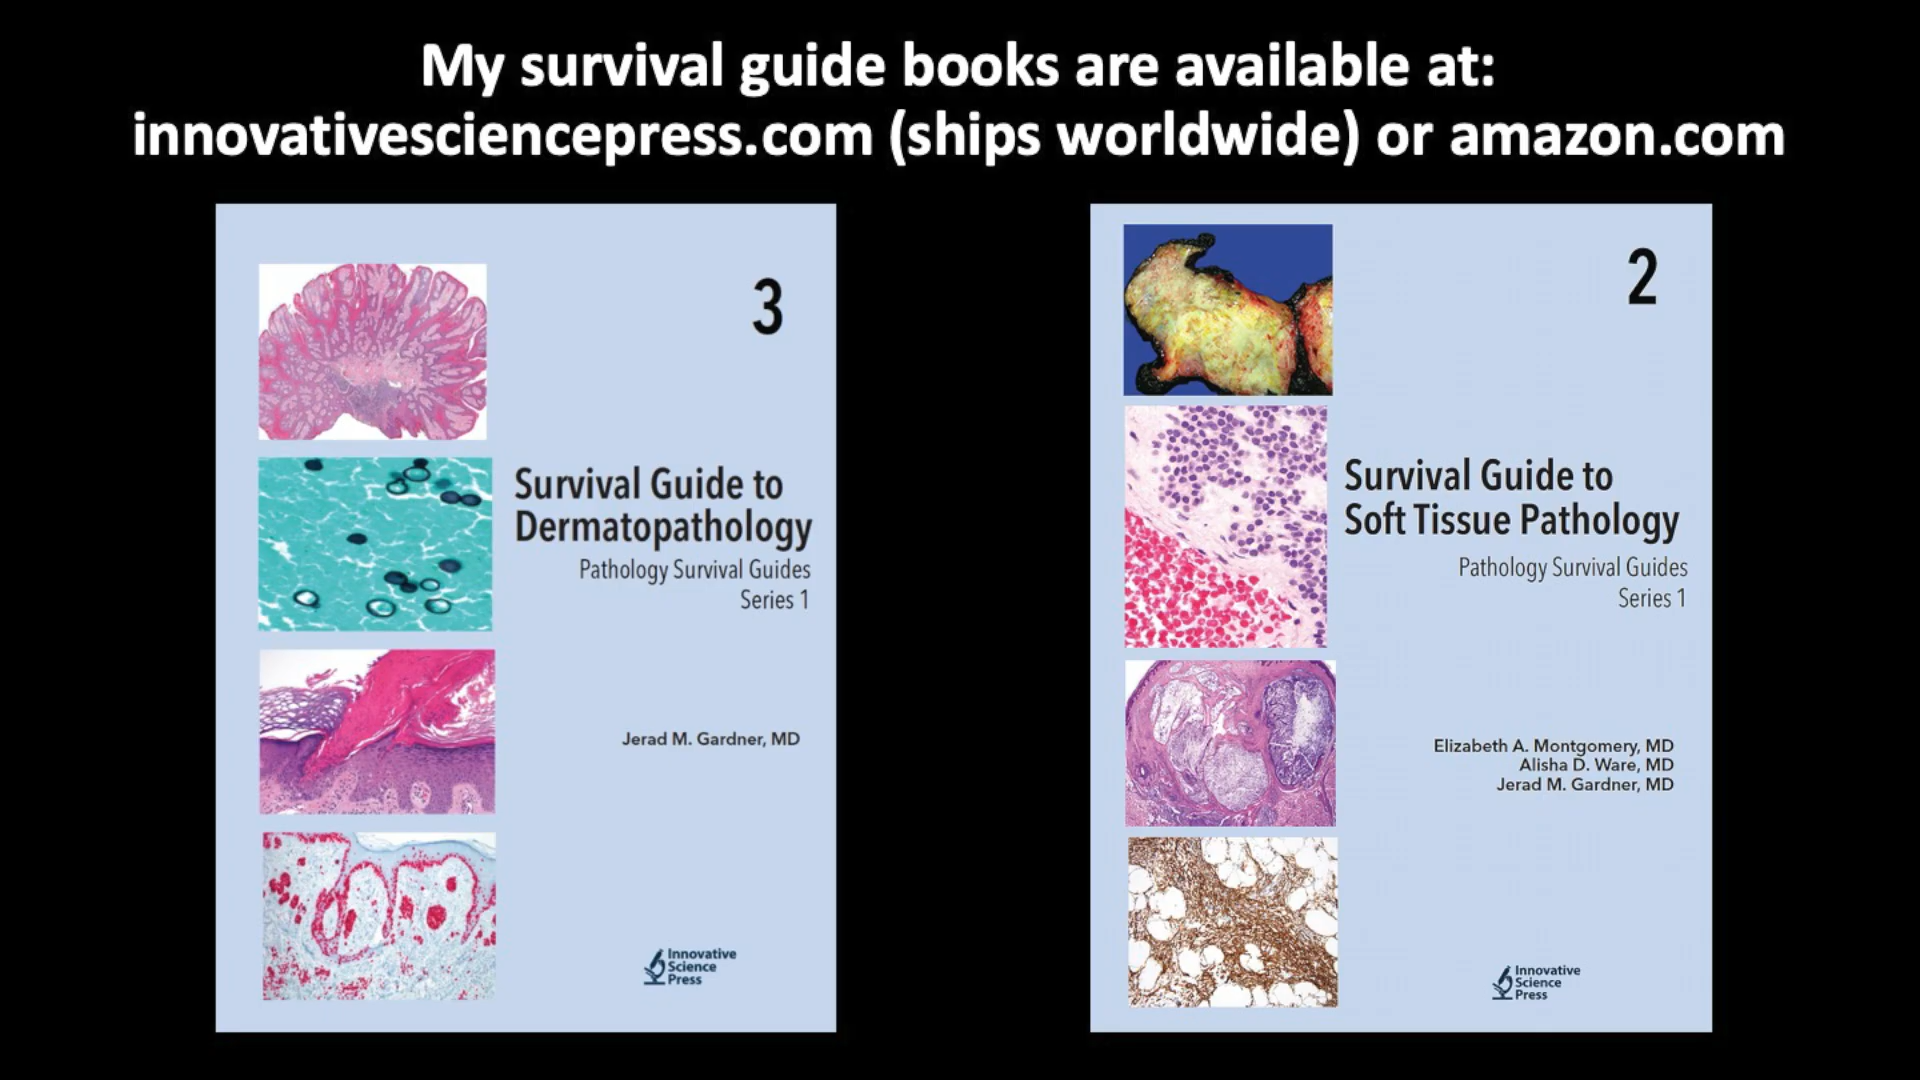 My survival guide books are available at:
innovativesciencepress.com (ships worldwide) or amazon.com
3
Survival Guide to
Dermatopathology
Pathology Survival Guides
Series 1
Jerad M. Gardner, MD
Innovative
Science
Press
2
Survival Guide to
Soft Tissue Pathology
Pathology Survival Guides
Series 1
Elizabeth A. Montgomery, MD
Alisha D. Ware, MD
Jerad M. Gardner, MD
Innovative
Science
Press